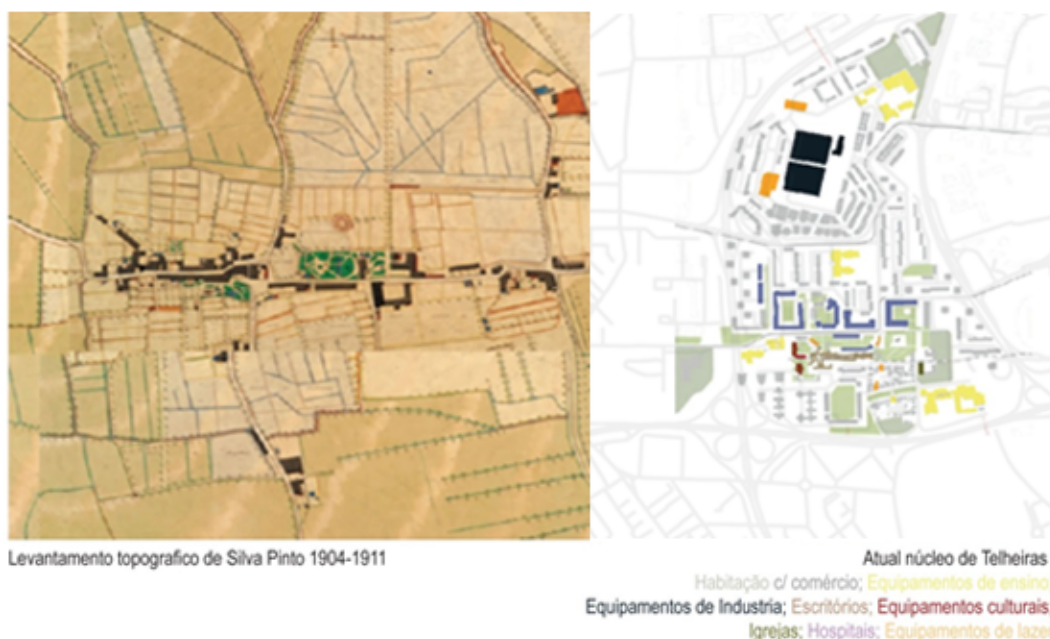 Levantamento topografico de Silva Pinto 1904-1911
Atual núcleo de Telheiras
Habitação c/ comércio; Equipamentos de ensino
Equipamentos de Industria; Escritórios; Equipamentos culturais
Igrejas; Hospitais; Equipamentos de lazer